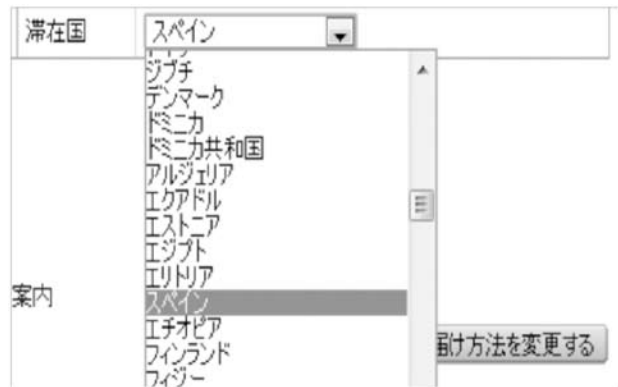 滞在国 スペイン
ジブチ
デンマーク
ドミニカ
ドミニカ共和国
アルジェリア
エクアドル
エストニア
エジプト
エリトリア
スペイン
エチオピア
フィンランド
フィジー
案内
届け方法を変更する